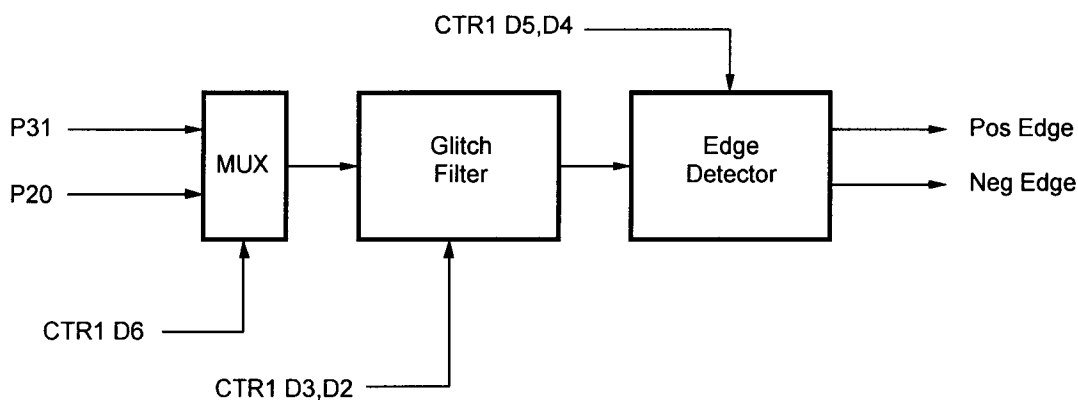 CTR1 D5,D4
P31
P20
MUX
Glitch
Filter
Edge
Detector
Pos Edge
Neg Edge
CTR1 D6
CTR1 D3,D2